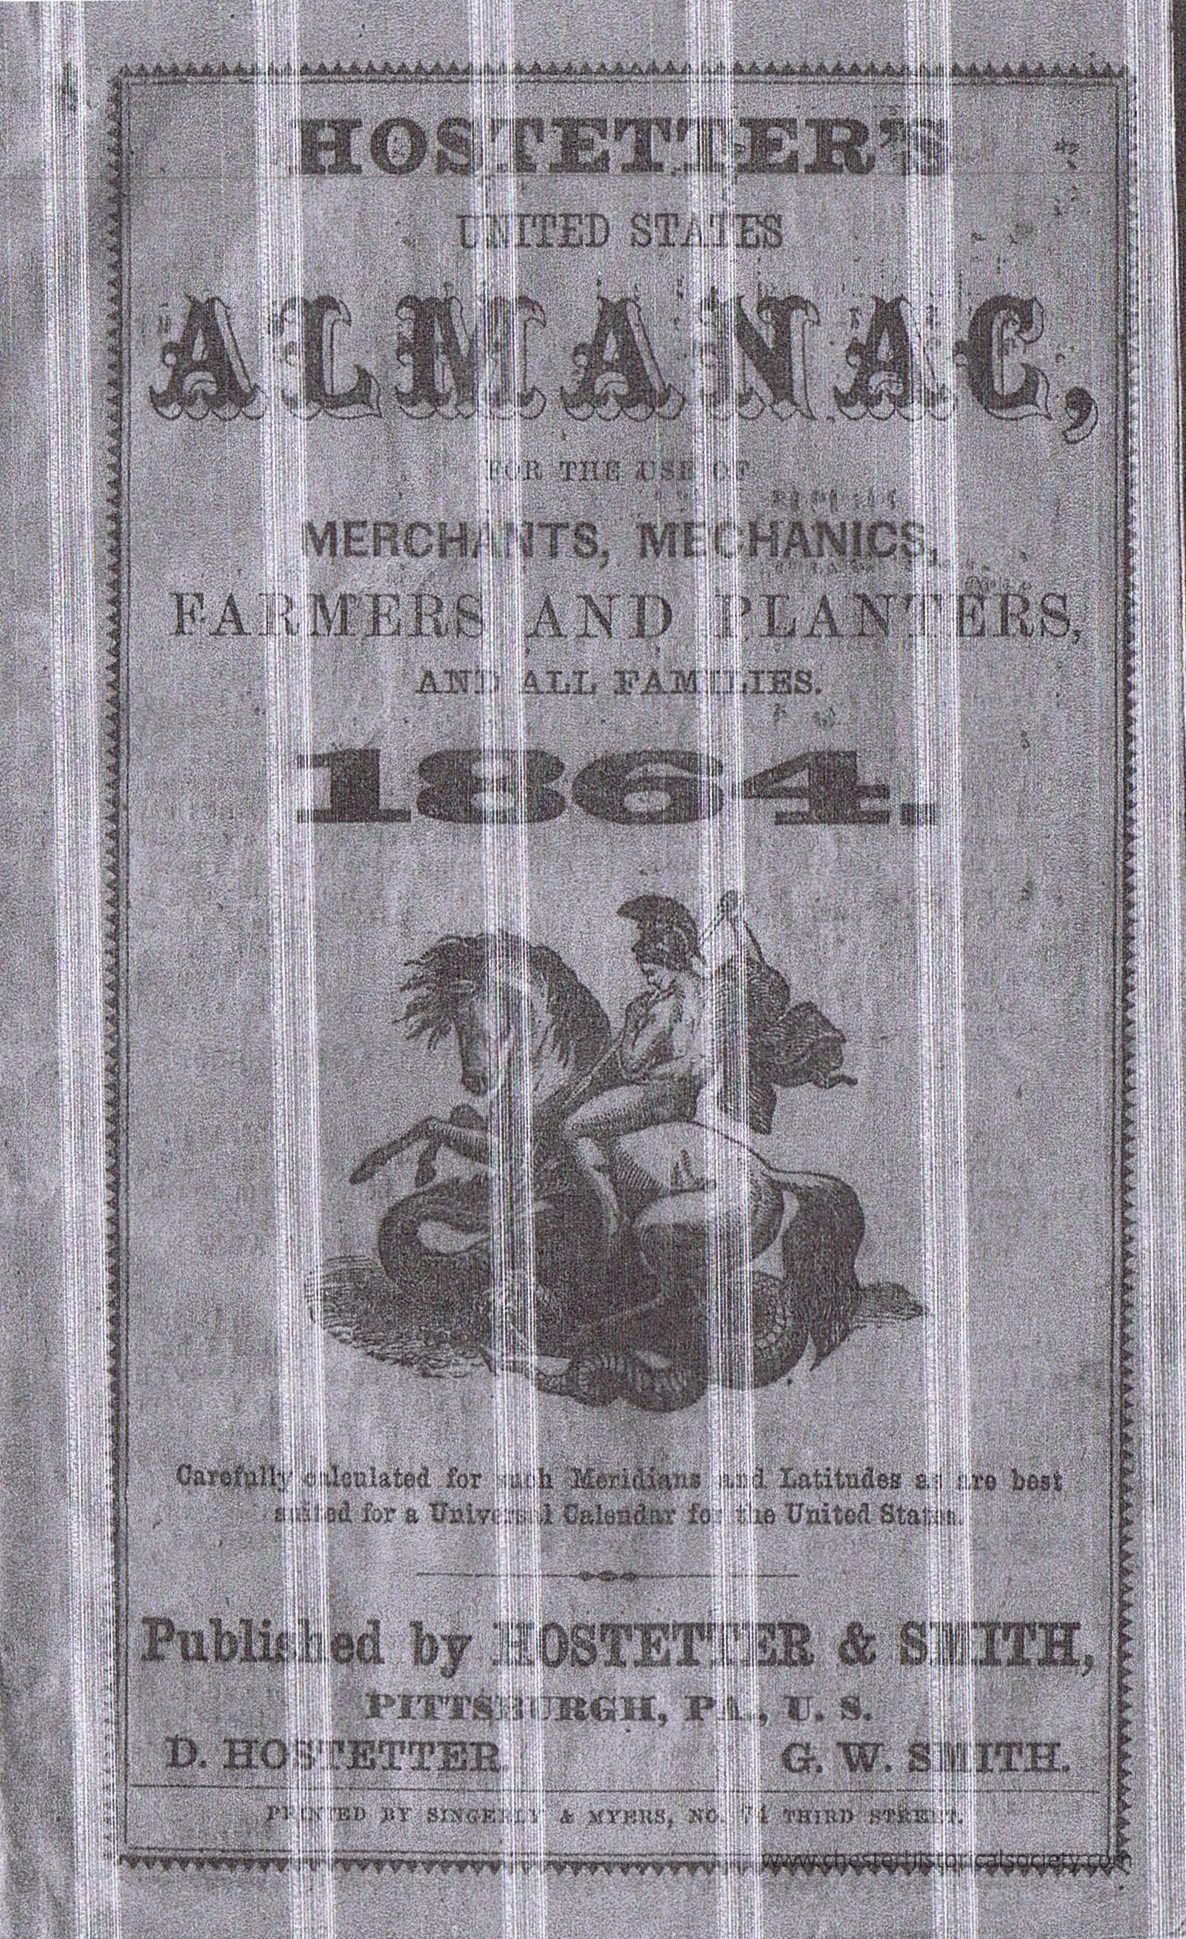 HOSTETTER'S
UNITED STATES
ALMANAC,
FOR THE USE OF
MERCHANTS, MECHANICS,
FARMERS AND PLANTERS,
AND ALL FAMILIES.
1864.
Carefully calculated for such Meridians and Latitudes as are best
suited for a Universal Calendar for the United States.
Published by HOSTETTER & SMITH,
PITTSBURGH, PA., U. S.
D. HOSTETTER. G. W. SMITH.
PRINTED BY SINGERLY & MYERS, NO. 74 THIRD STREET.
www.chesterhistoricalsociety.com